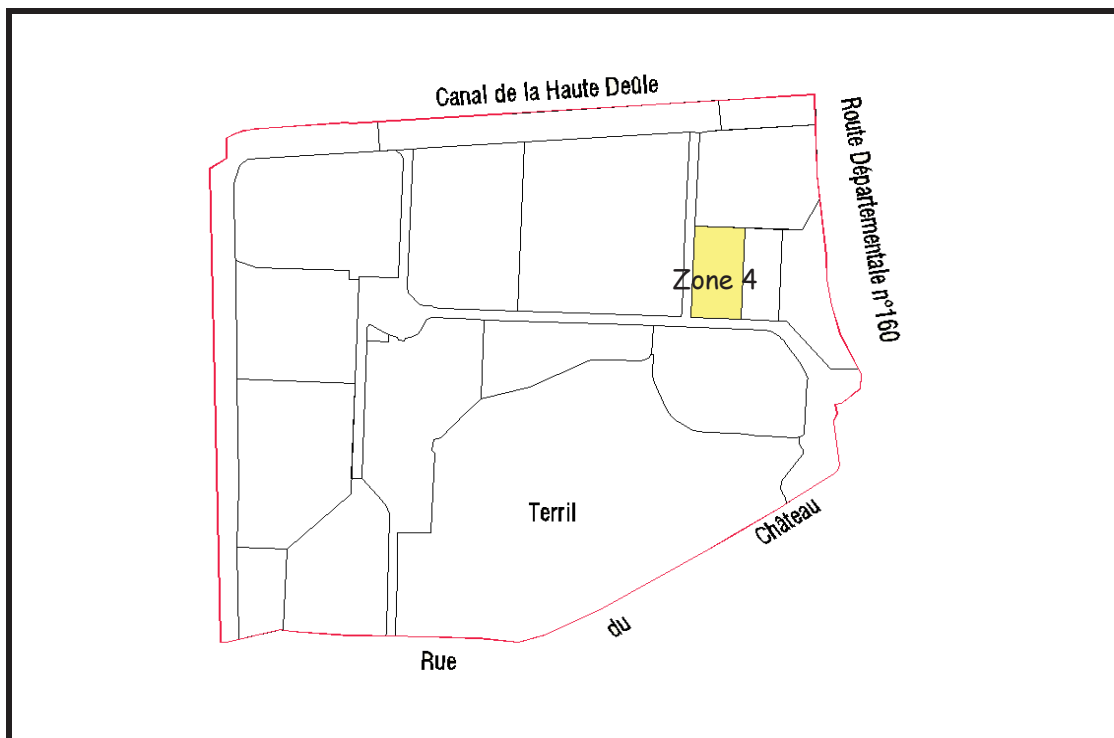 Canal de la Haute Deûle
Route Départementale n°160
Zone 4
Terril
Rue du Château